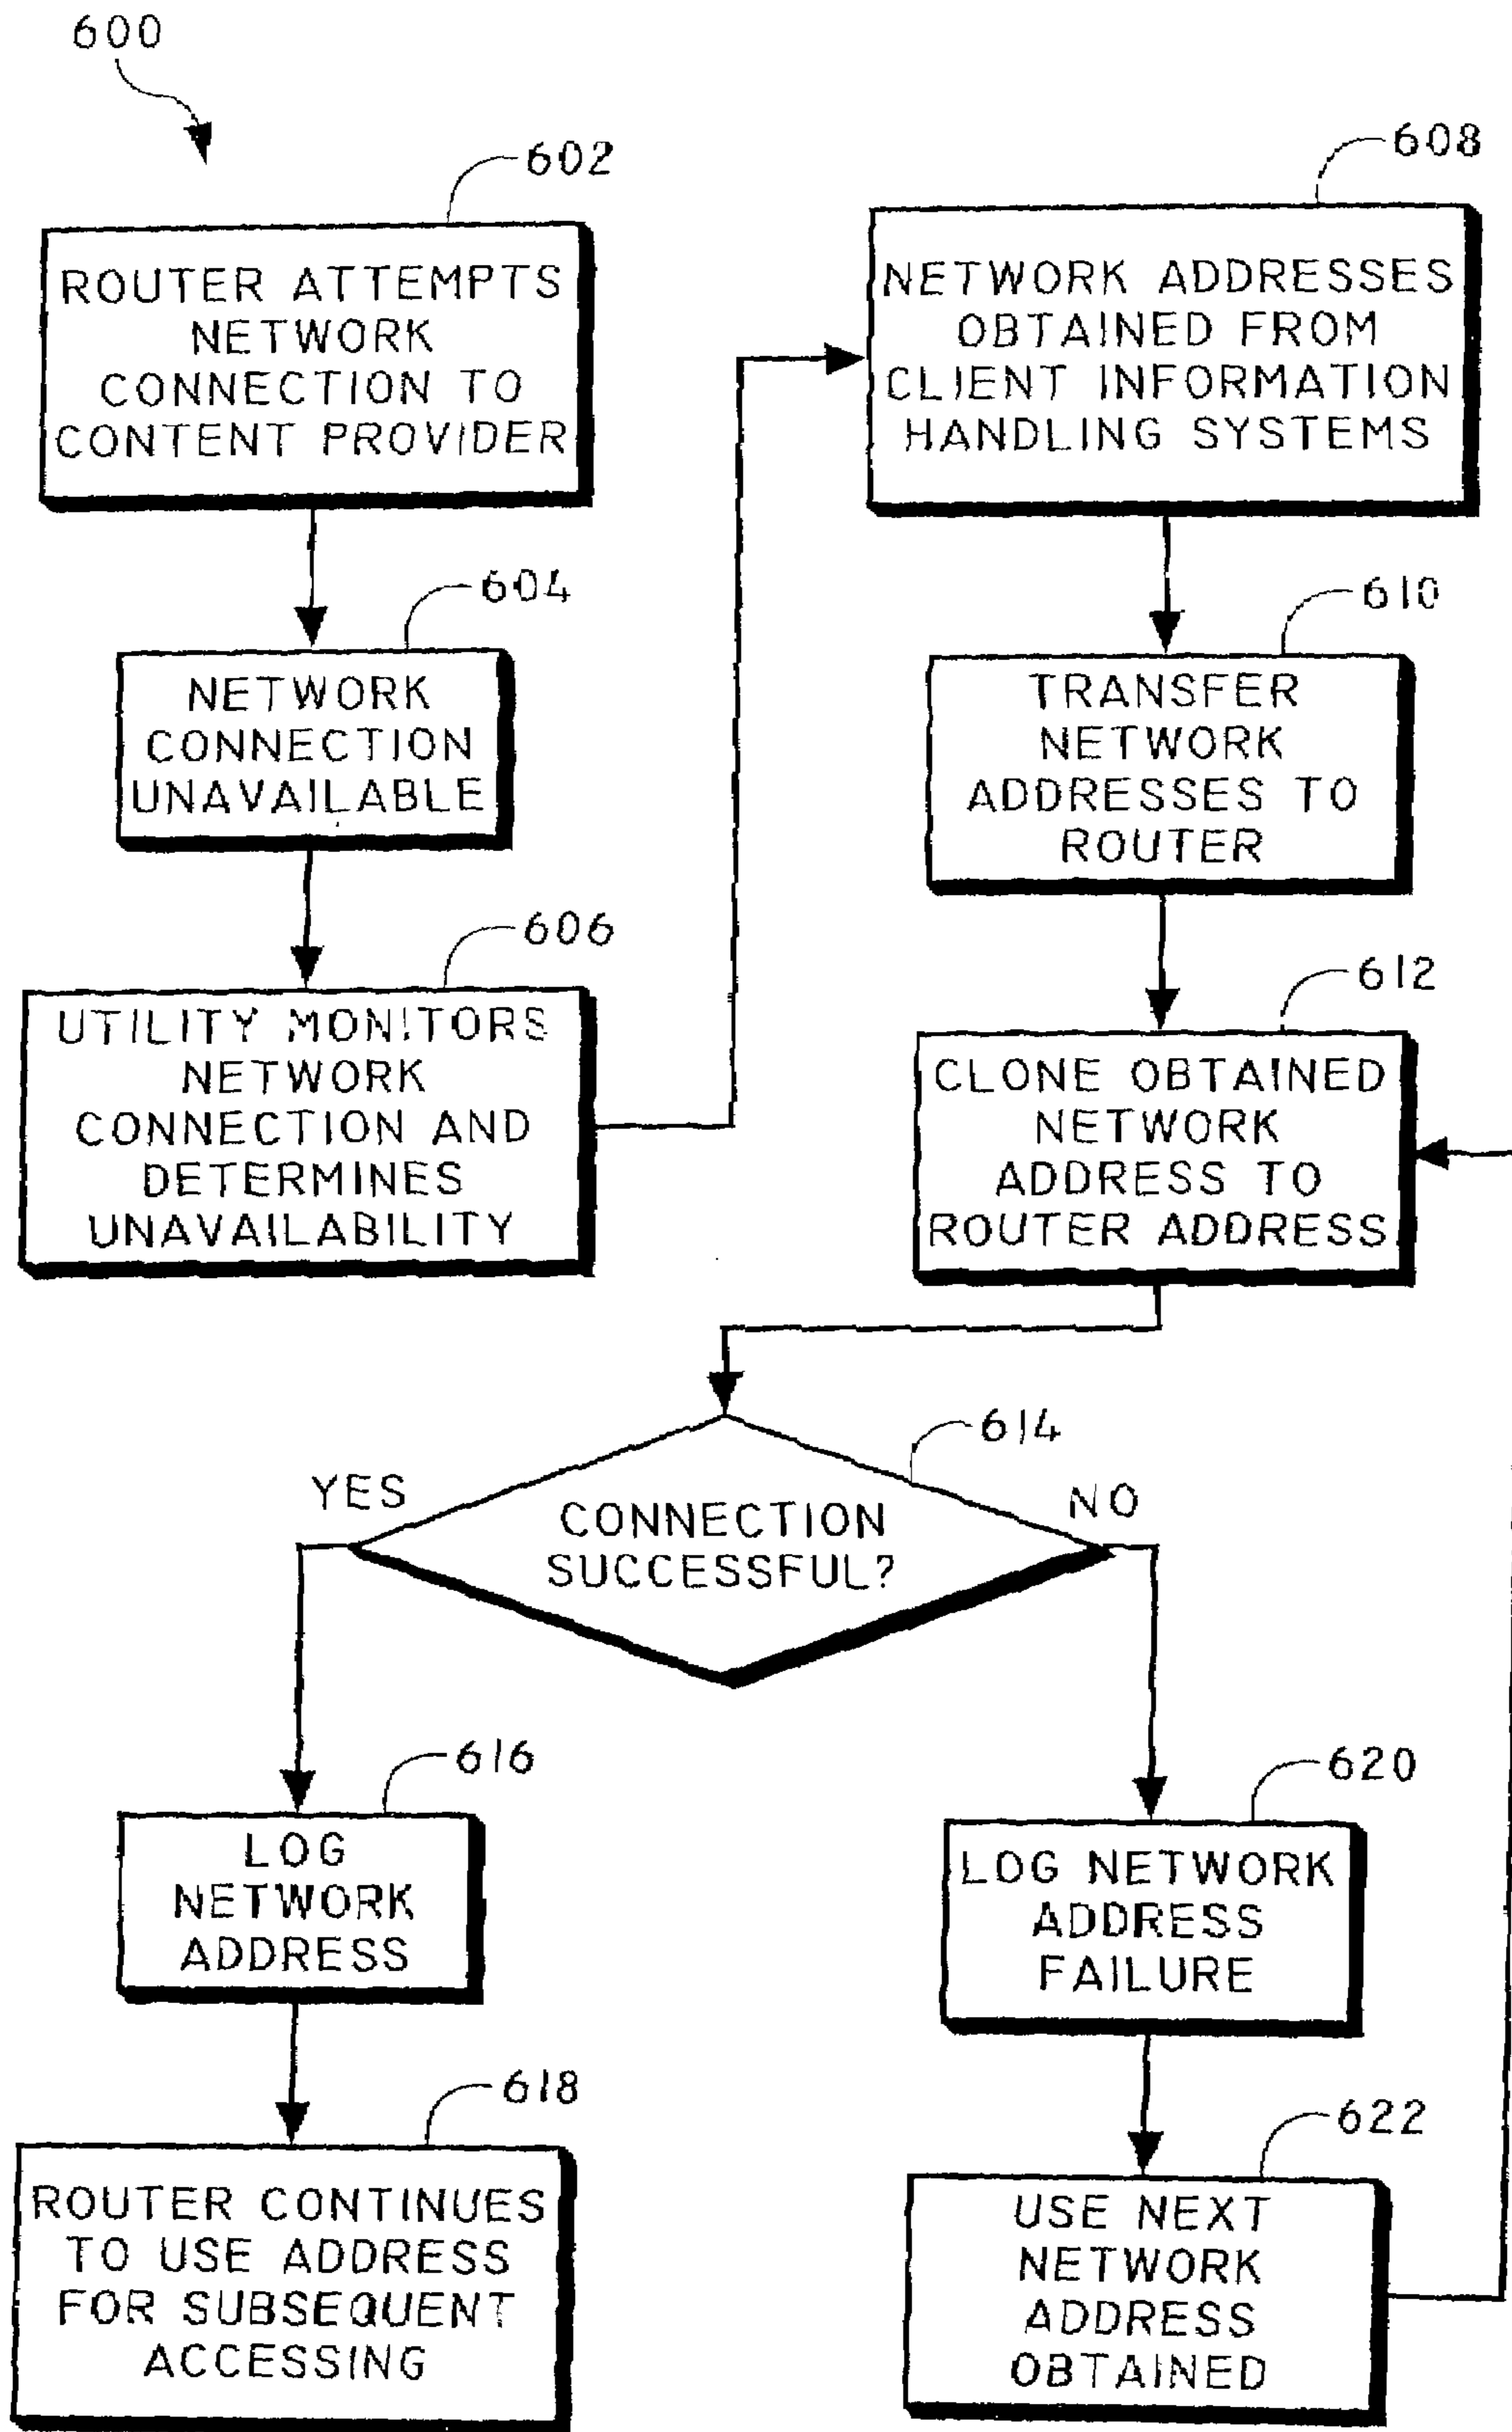 600
602
ROUTER ATTEMPTS
NETWORK
CONNECTION TO
CONTENT PROVIDER
604
NETWORK
CONNECTION
UNAVAILABLE
606
UTILITY MONITORS
NETWORK
CONNECTION AND
DETERMINES
UNAVAILABILITY
608
NETWORK ADDRESSES
OBTAINED FROM
CLIENT INFORMATION
HANDLING SYSTEMS
610
TRANSFER
NETWORK
ADDRESSES TO
ROUTER
612
CLONE OBTAINED
NETWORK
ADDRESS TO
ROUTER ADDRESS
614
CONNECTION
SUCCESSFUL?
YES
NO
616
LOG
NETWORK
ADDRESS
618
ROUTER CONTINUES
TO USE ADDRESS
FOR SUBSEQUENT
ACCESSING
620
LOG NETWORK
ADDRESS
FAILURE
622
USE NEXT
NETWORK
ADDRESS
OBTAINED